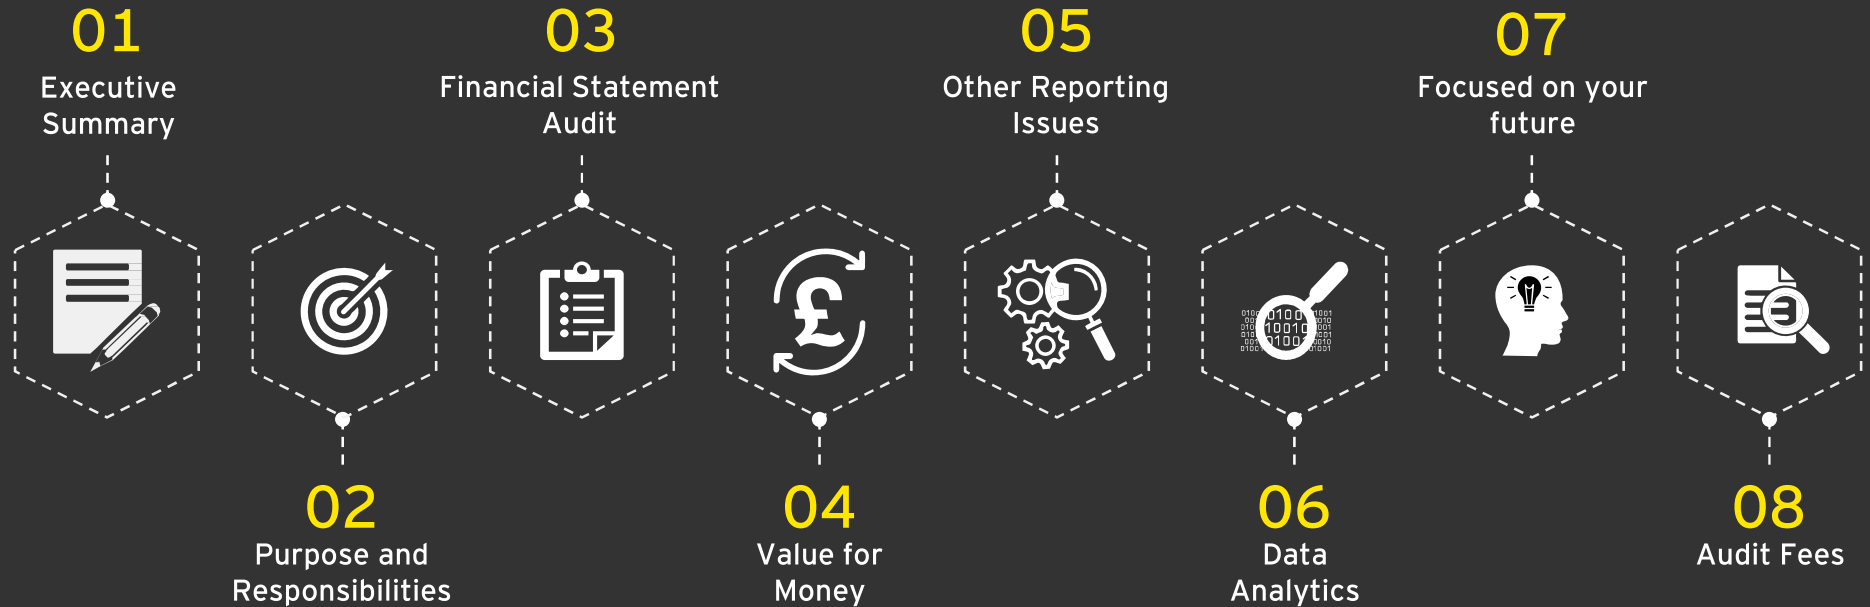 01
Executive
Summary
02
Purpose and
Responsibilities
03
Financial Statement
Audit
04
Value for
Money
05
Other Reporting
Issues
06
Data
Analytics
07
Focused on your
future
08
Audit Fees